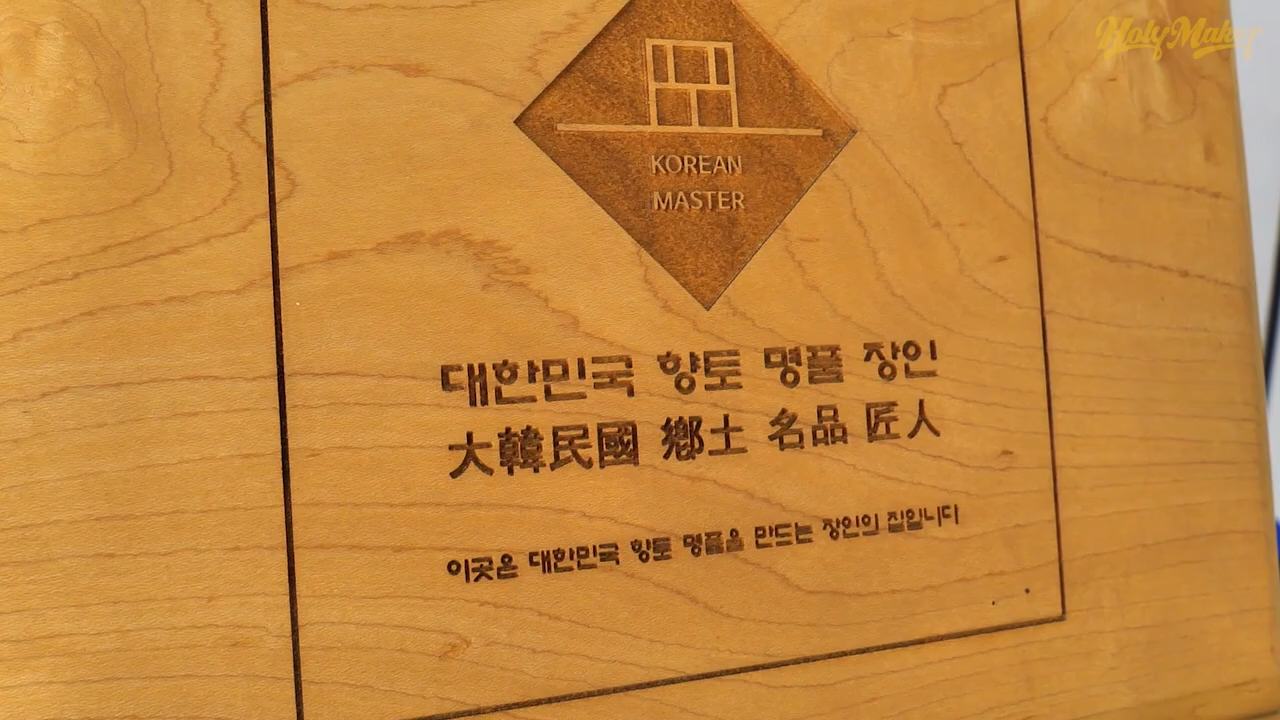 Holy Maker
KOREAN
MASTER
대한민국 향토 명품 장인
大韓民國 鄕土 名品 匠人
이곳은 대한민국 향토 명품을 만드는 장인의 집입니다